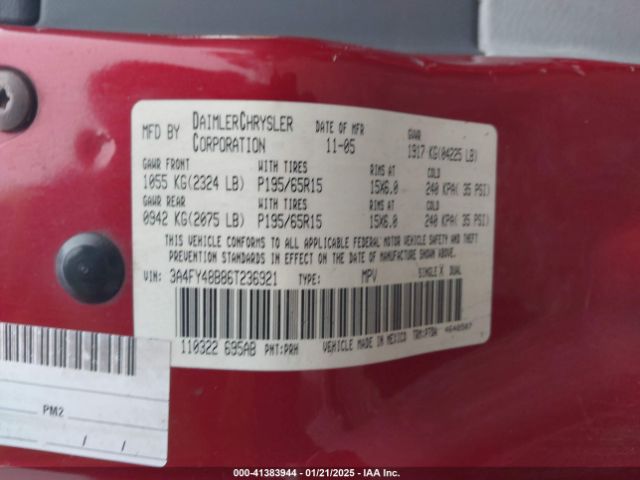 MFD BY DAIMLERCHRYSLER CORPORATION DATE OF MFR 11-05 GVWR 1917 KG(04225 LB)
GAWR FRONT WITH TIRES RIMS AT COLD
1055 KG(2324 LB) P195/65R15 15X6.0 240 KPA( 35 PSI)
GAWR REAR WITH TIRES RIMS AT COLD
0942 KG(2075 LB) P195/65R15 15X6.0 240 KPA( 35 PSI)
THIS VEHICLE CONFORMS TO ALL APPLICABLE FEDERAL MOTOR VEHICLE SAFETY AND THEFT
PREVENTION STANDARDS IN EFFECT ON THE DATE OF MANUFACTURE SHOWN ABOVE.
VIN: 3A4FY48BB6T236921 TYPE: MPV SINGLE X DUAL
110322 695AB PNT:PRH VEHICLE MADE IN MEXICO TRM:P7DA 4648507
PM2
/ /
000-41383944 — 01/21/2025 — IAA Inc.